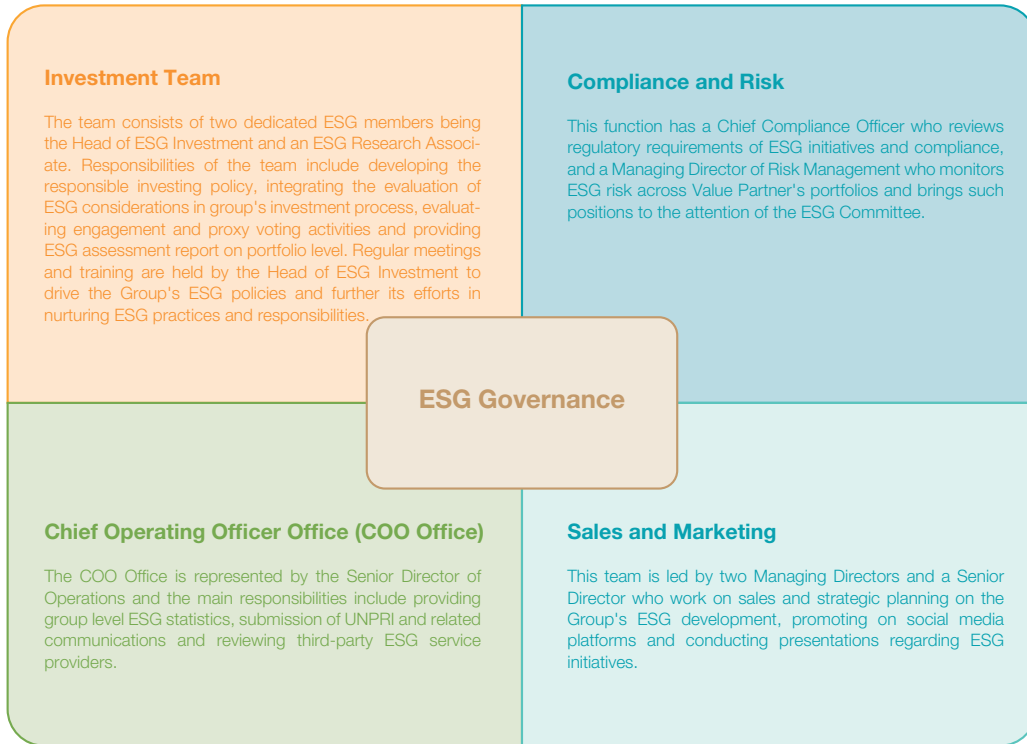 Investment Team
The team consists of two dedicated ESG members being
the Head of ESG Investment and an ESG Research Associ-
ate. Responsibilities of the team include developing the
responsible investing policy, integrating the evaluation of
ESG considerations in group's investment process, evaluat-
ing engagement and proxy voting activities and providing
ESG assessment report on portfolio level. Regular meetings
and training are held by the Head of ESG Investment to
drive the Group's ESG policies and further its efforts in
nurturing ESG practices and responsibilities.
Compliance and Risk
This function has a Chief Compliance Officer who reviews
regulatory requirements of ESG initiatives and compliance,
and a Managing Director of Risk Management who monitors
ESG risk across Value Partner's portfolios and brings such
positions to the attention of the ESG Committee.
ESG Governance
Chief Operating Officer Office (COO Office)
The COO Office is represented by the Senior Director of
Operations and the main responsibilities include providing
group level ESG statistics, submission of UNPRI and related
communications and reviewing third-party ESG service
providers.
Sales and Marketing
This team is led by two Managing Directors and a Senior
Director who work on sales and strategic planning on the
Group's ESG development, promoting on social media
platforms and conducting presentations regarding ESG
initiatives.